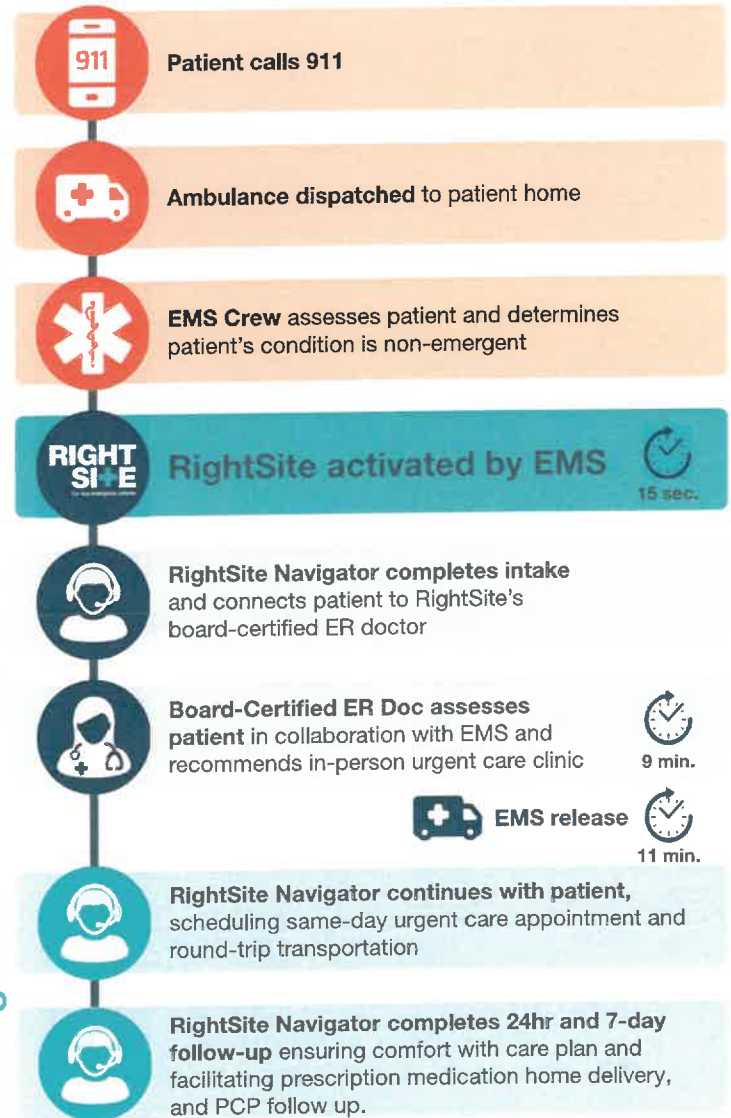 911
Patient calls 911
Ambulance dispatched to patient home
EMS Crew assesses patient and determines
patient's condition is non-emergent
RIGHT
SITE
RightSite activated by EMS
15 sec.
RightSite Navigator completes intake
and connects patient to RightSite's
board-certified ER doctor
Board-Certified ER Doc assesses
patient in collaboration with EMS and
recommends in-person urgent care clinic
9 min.
EMS release
11 min.
RightSite Navigator continues with patient,
scheduling same-day urgent care appointment and
round-trip transportation
RightSite Navigator completes 24hr and 7-day
follow-up ensuring comfort with care plan and
facilitating prescription medication home delivery,
and PCP follow up.